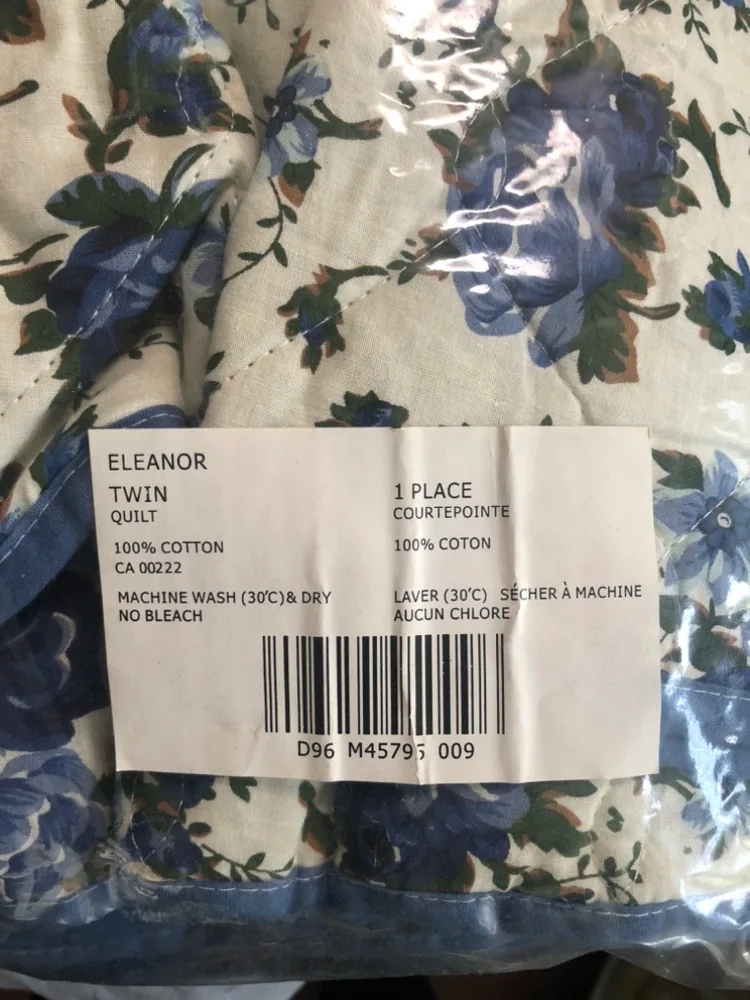 ELEANOR
TWIN
QUILT
100% COTTON
CA 00222
MACHINE WASH (30°C)& DRY
NO BLEACH
1 PLACE
COURTEPOINTE
100% COTON
LAVER (30°C) SÉCHER À MACHINE
AUCUN CHLORE
D96 M45795 009